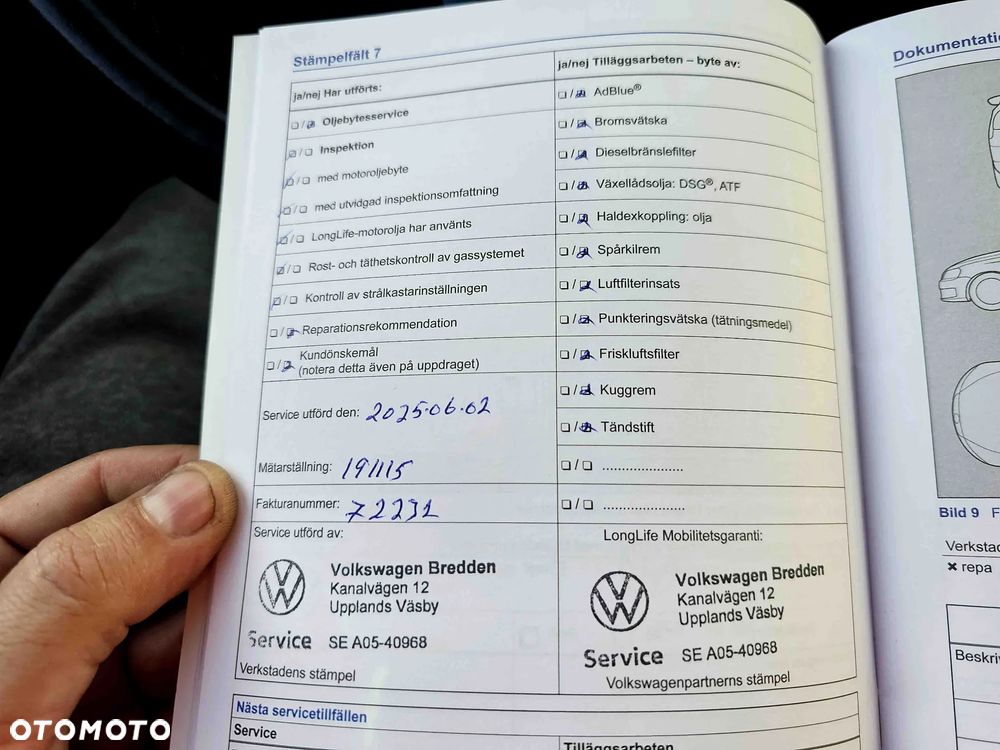 Stämpelfält 7
ja/nej Har utförts:
☐ / ☒ Oljebytesservice
☒ / ☐ Inspektion
☒ / ☐ med motoroljebyte
☒ / ☐ med utvidgad inspektionsomfattning
☒ / ☐ LongLife-motorolja har använts
☒ / ☐ Rost- och täthetskontroll av gassystemet
☒ / ☐ Kontroll av strålkastarinställningen
☐ / ☒ Reparationsrekommendation
☐ / ☒ Kundönskemål
(notera detta även på uppdraget)
Service utförd den: 2025-06-02
Mätarställning: 191115
Fakturanummer: 72231
Service utförd av:
Volkswagen Bredden
Kanalvägen 12
Upplands Väsby
Service SE A05-40968
Verkstadens stämpel
ja/nej Tilläggsarbeten – byte av:
☐ / ☒ AdBlue®
☐ / ☒ Bromsvätska
☐ / ☒ Dieselbränslefilter
☐ / ☒ Växellådsolja: DSG®, ATF
☐ / ☒ Haldexkoppling: olja
☐ / ☒ Spårkilrem
☐ / ☒ Luftfilterinsats
☐ / ☒ Punkteringsvätska (tätningsmedel)
☐ / ☒ Friskluftsfilter
☐ / ☒ Kuggrem
☐ / ☒ Tändstift
☐ / ☐ .....................
☐ / ☐ .....................
LongLife Mobilitetsgaranti:
Volkswagen Bredden
Kanalvägen 12
Upplands Väsby
Service SE A05-40968
Volkswagenpartnerns stämpel
Nästa servicetillfällen
Service
Tilläggsarbeten
Dokumentatio
Bild 9 F
Verkstad
✖ repa
Beskriv
OTOMOTO